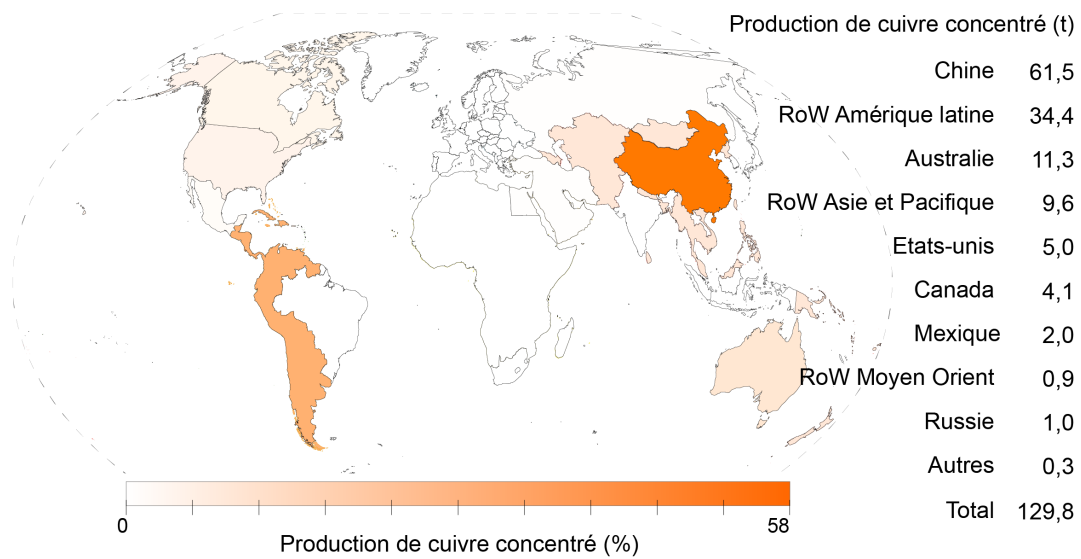 Production de cuivre concentré (t)
Chine 61,5
RoW Amérique latine 34,4
Australie 11,3
RoW Asie et Pacifique 9,6
Etats-unis 5,0
Canada 4,1
Mexique 2,0
RoW Moyen Orient 0,9
Russie 1,0
Autres 0,3
Total 129,8
0 58
Production de cuivre concentré (%)